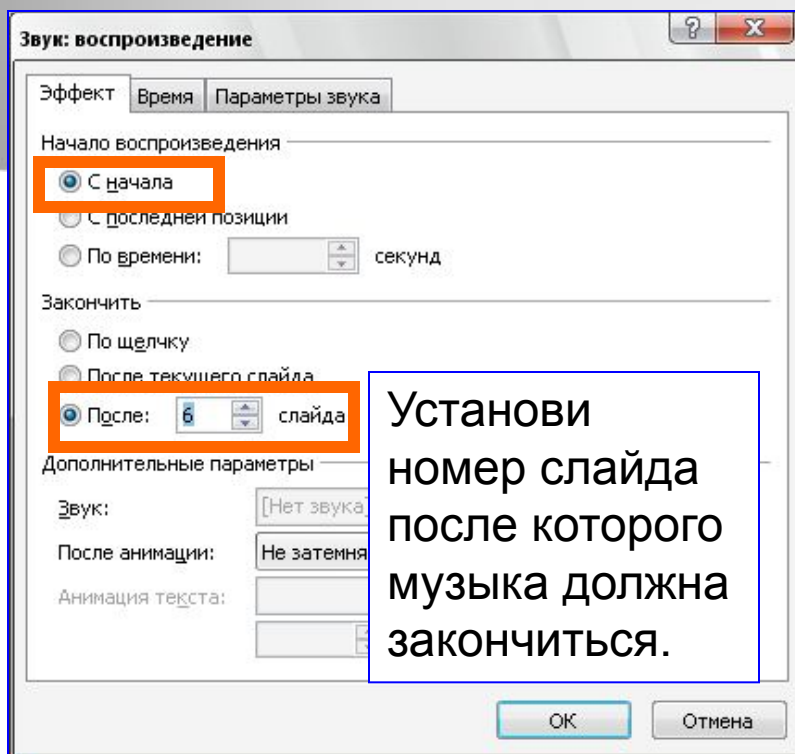 Звук: воспроизведение
Эффект Время Параметры звука
Начало воспроизведения
С начала
С последней позиции
По времени: секунд
Закончить
По щелчку
После текущего слайда
После: 6 слайда
Дополнительные параметры
Звук: [Нет звука]
После анимации: Не затемня
Анимация текста:
Установи
номер слайда
после которого
музыка должна
закончиться.
ОК Отмена